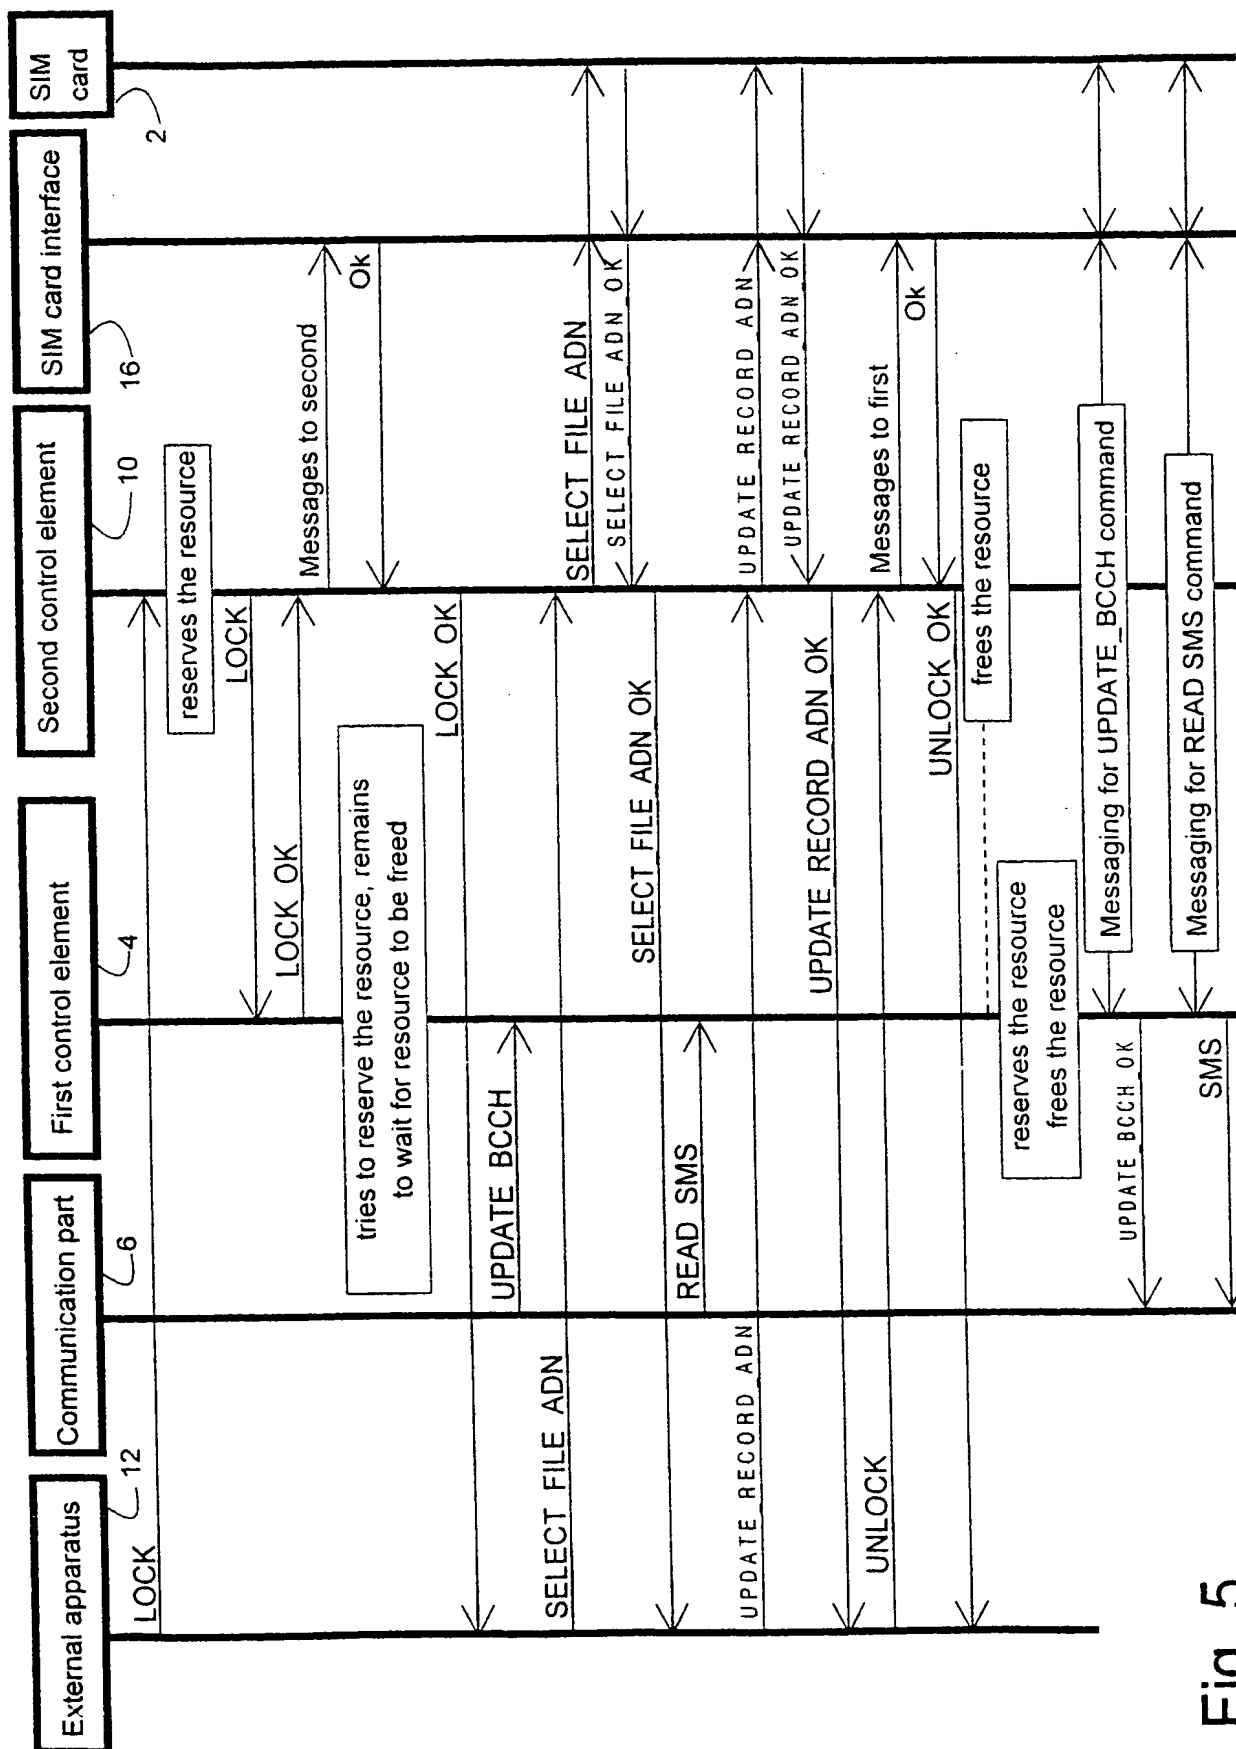 External apparatus
12
Communication part
6
First control element
4
Second control element
10
SIM card interface
16
SIM
card
2
LOCK
reserves the resource
LOCK
LOCK OK
Messages to second
Ok
tries to reserve the resource, remains
to wait for resource to be freed
LOCK OK
UPDATE BCCH
SELECT FILE ADN
SELECT FILE ADN
SELECT FILE ADN OK
SELECT FILE ADN OK
READ SMS
UPDATE RECORD ADN
UPDATE RECORD ADN
UPDATE RECORD ADN OK
UPDATE RECORD ADN OK
UNLOCK
Messages to first
Ok
UNLOCK OK
frees the resource
reserves the resource
frees the resource
Messaging for UPDATE_BCCH command
UPDATE BCCH OK
Messaging for READ SMS command
SMS
Fig. 5